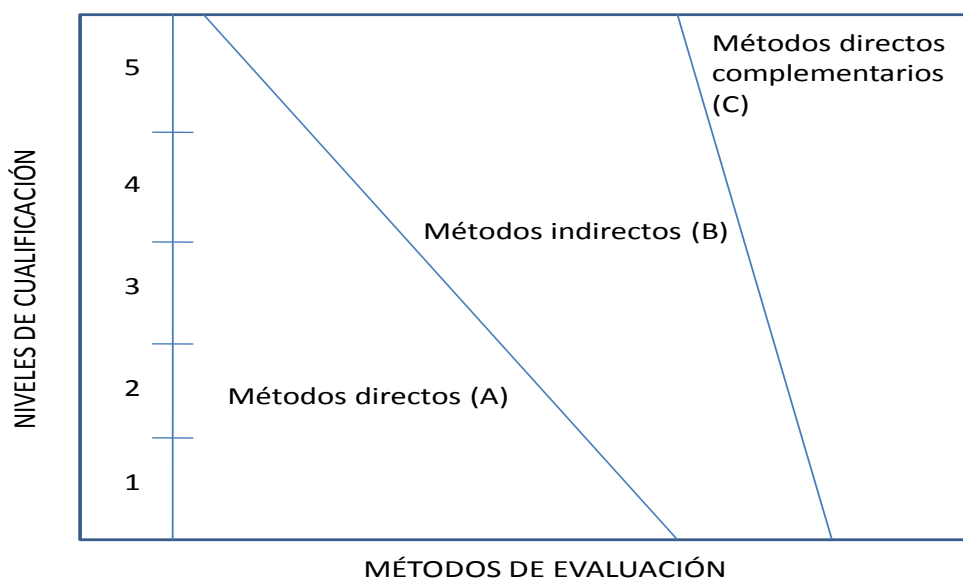 NIVELES DE CUALIFICACIÓN
5
4
3
2
1
Métodos directos
complementarios
(C)
Métodos indirectos (B)
Métodos directos (A)
MÉTODOS DE EVALUACIÓN